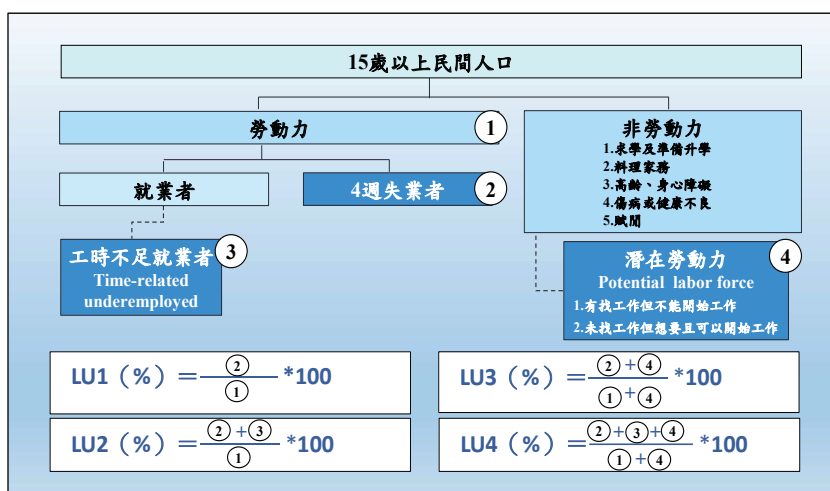 15歲以上民間人口
勞動力
①
非勞動力
1.求學及準備升學
2.料理家務
3.高齡、身心障礙
4.傷病或健康不良
5.賦閒
就業者
4週失業者
②
工時不足就業者
③
Time-related
underemployed
潛在勞動力
④
Potential labor force
1.有找工作但不能開始工作
2.未找工作但想要且可以開始工作
LU1（%）＝ ② / ① *100
LU3（%）＝ ②+④ / ①+④ *100
LU2（%）＝ ②+③ / ① *100
LU4（%）＝ ②+③+④ / ①+④ *100